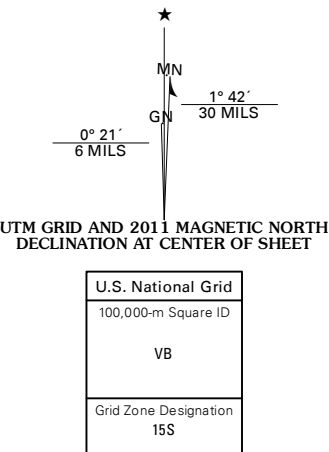 ★
MN
GN
1° 42´
30 MILS
0° 21´
6 MILS
UTM GRID AND 2011 MAGNETIC NORTH
DECLINATION AT CENTER OF SHEET
U.S. National Grid
100,000-m Square ID
VB
Grid Zone Designation
15S